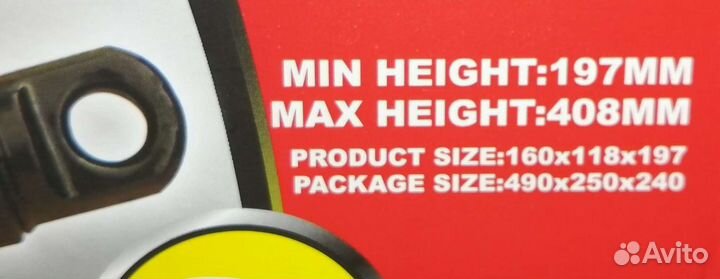 MIN HEIGHT:197MM
MAX HEIGHT:408MM
PRODUCT SIZE:160x118x197
PACKAGE SIZE:490x250x240
Avito